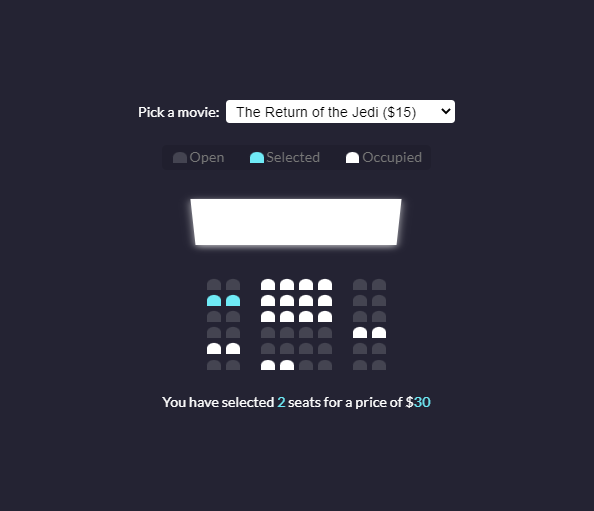 Pick a movie: The Return of the Jedi ($15)
Open Selected Occupied
You have selected 2 seats for a price of $30